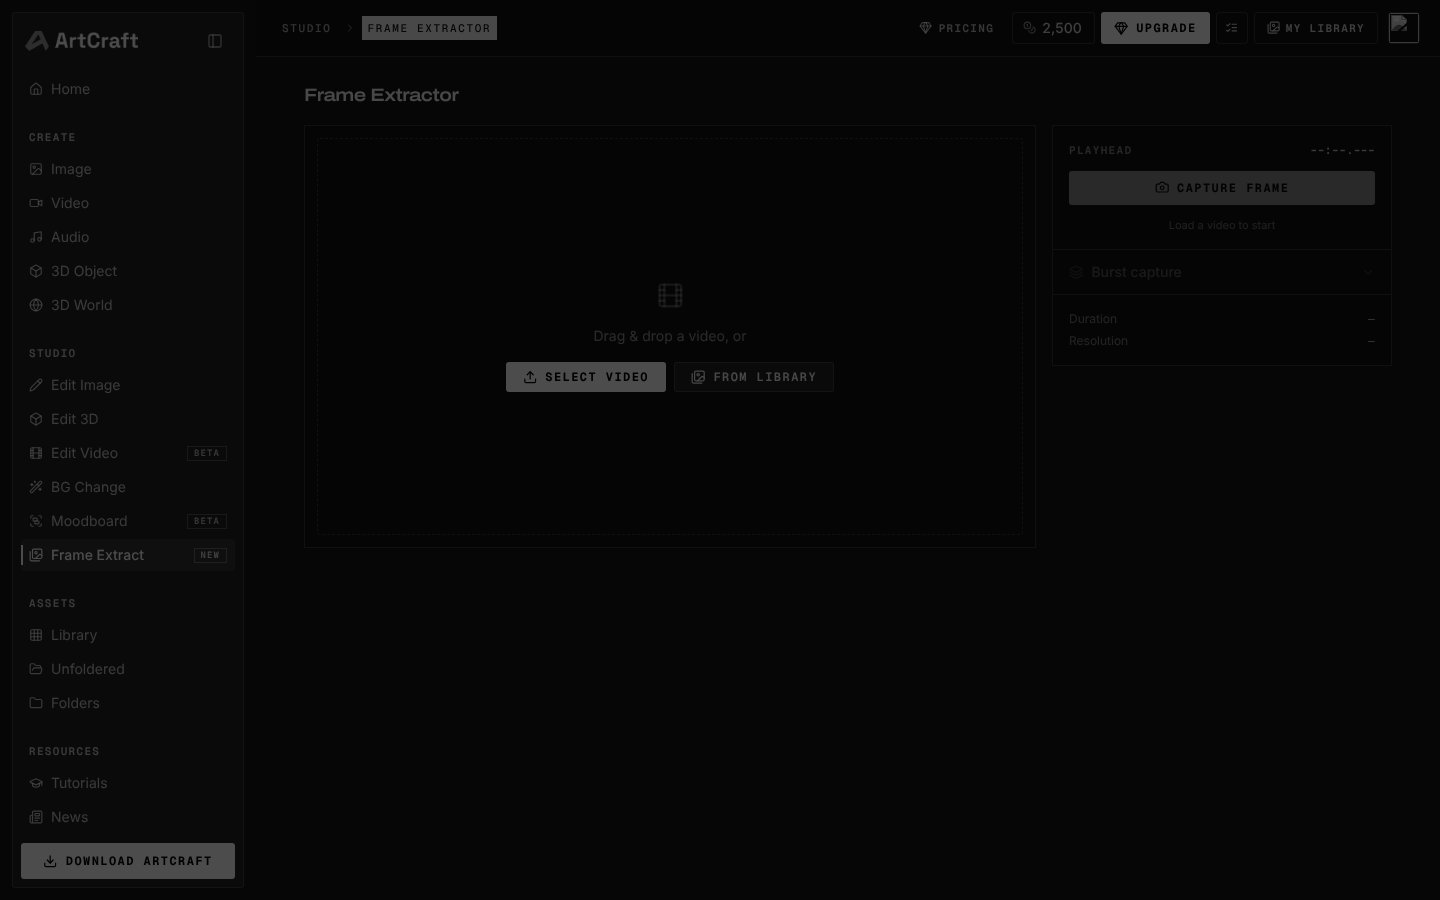 ArtCraft
Home
CREATE
Image
Video
Audio
3D Object
3D World
STUDIO
Edit Image
Edit 3D
Edit Video BETA
BG Change
Moodboard BETA
Frame Extract NEW
ASSETS
Library
Unfoldered
Folders
RESOURCES
Tutorials
News
DOWNLOAD ARTCRAFT
STUDIO > FRAME EXTRACTOR
PRICING
2,500
UPGRADE
MY LIBRARY
Frame Extractor
Drag & drop a video, or
SELECT VIDEO
FROM LIBRARY
PLAYHEAD --:--.---
CAPTURE FRAME
Load a video to start
Burst capture
Duration –
Resolution –